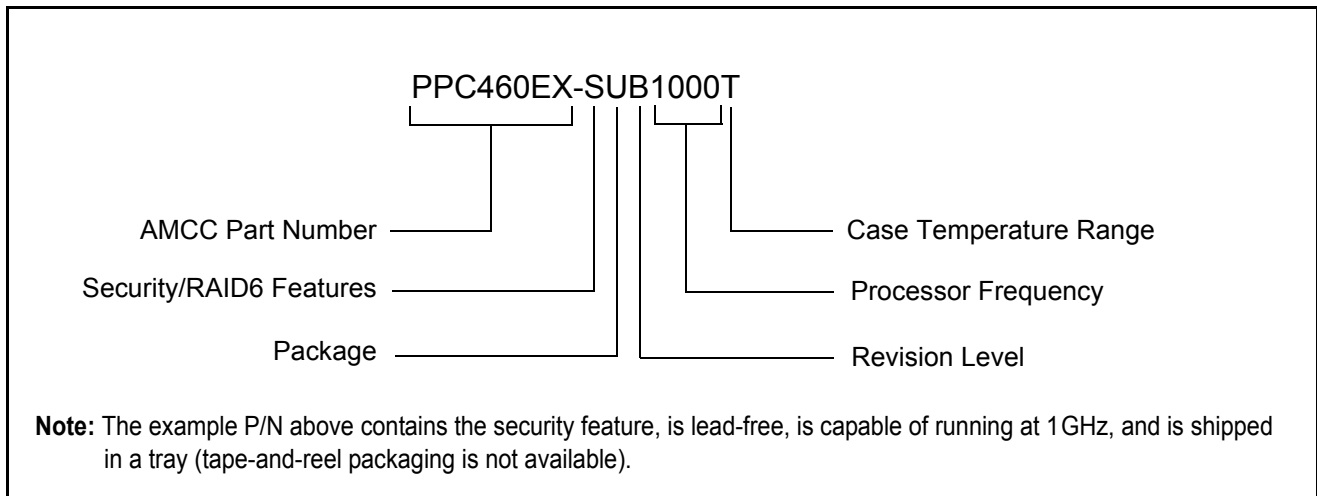 PPC460EX-SUB1000T
AMCC Part Number
Case Temperature Range
Security/RAID6 Features
Processor Frequency
Package
Revision Level
Note: The example P/N above contains the security feature, is lead-free, is capable of running at 1GHz, and is shipped
in a tray (tape-and-reel packaging is not available).